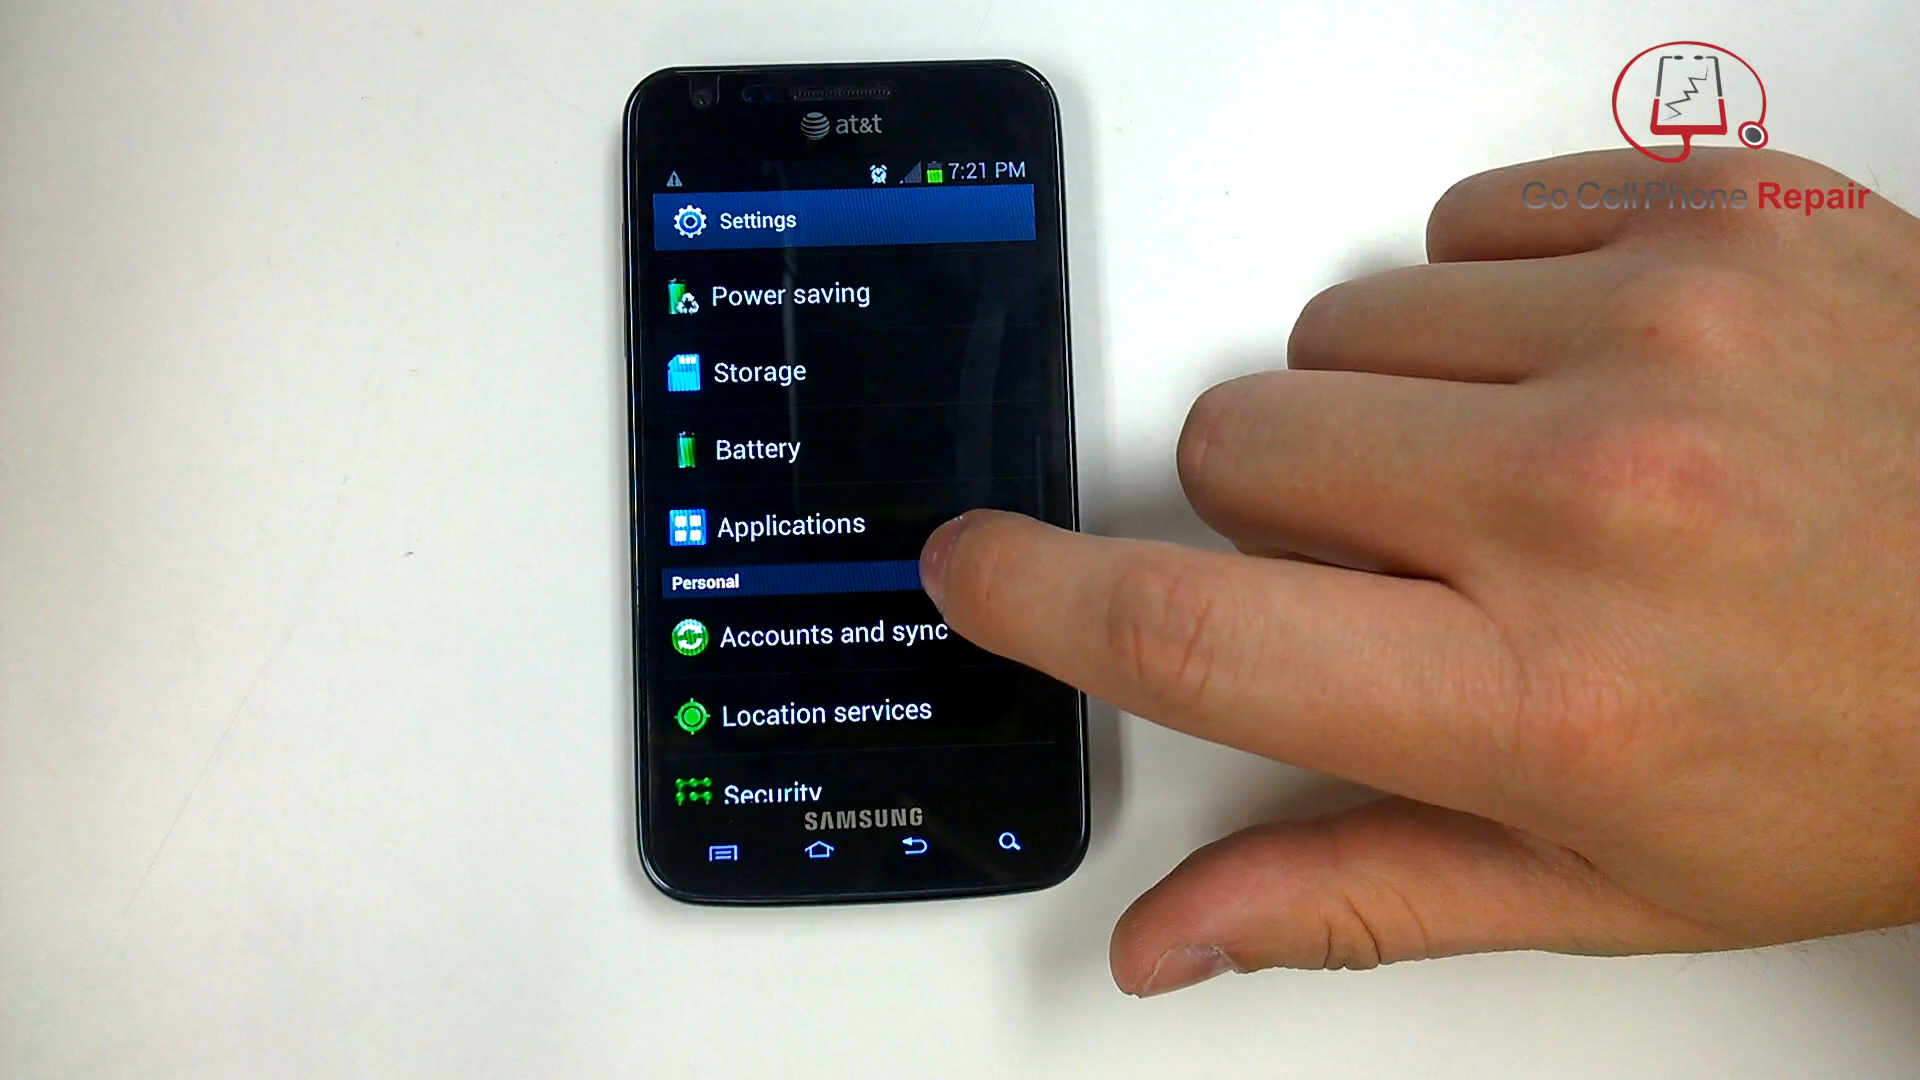 at&t
7:21 PM
Settings
Power saving
Storage
Battery
Applications
Personal
Accounts and sync
Location services
Security
SAMSUNG
Go Cell Phone Repair